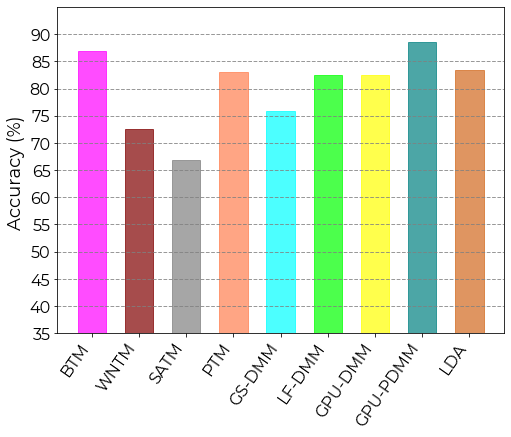 Accuracy (%)
90
85
80
75
70
65
60
55
50
45
40
35
BTM
WNTM
SATM
PTM
GS-DMM
LF-DMM
GPU-DMM
GPU-PDMM
LDA